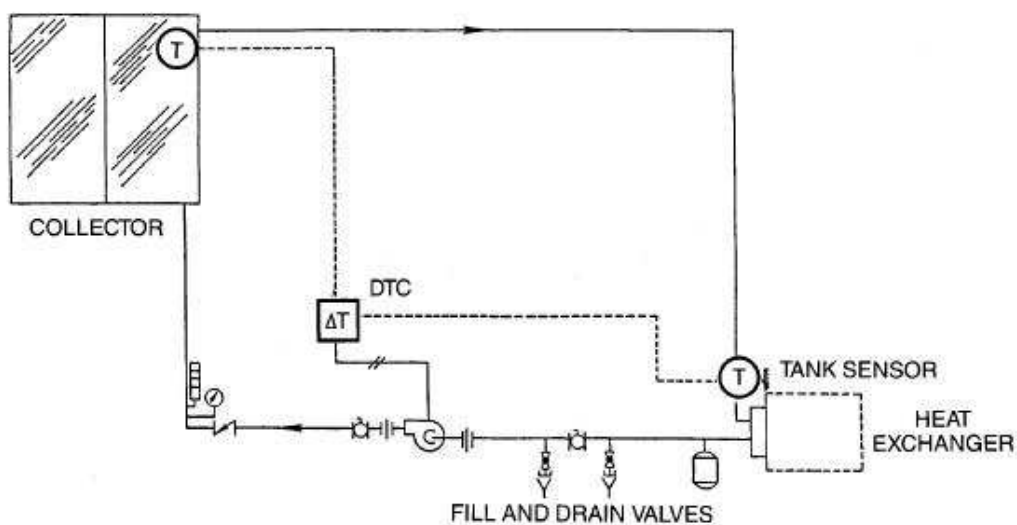 T
COLLECTOR
DTC
ΔT
T
TANK SENSOR
HEAT
EXCHANGER
FILL AND DRAIN VALVES